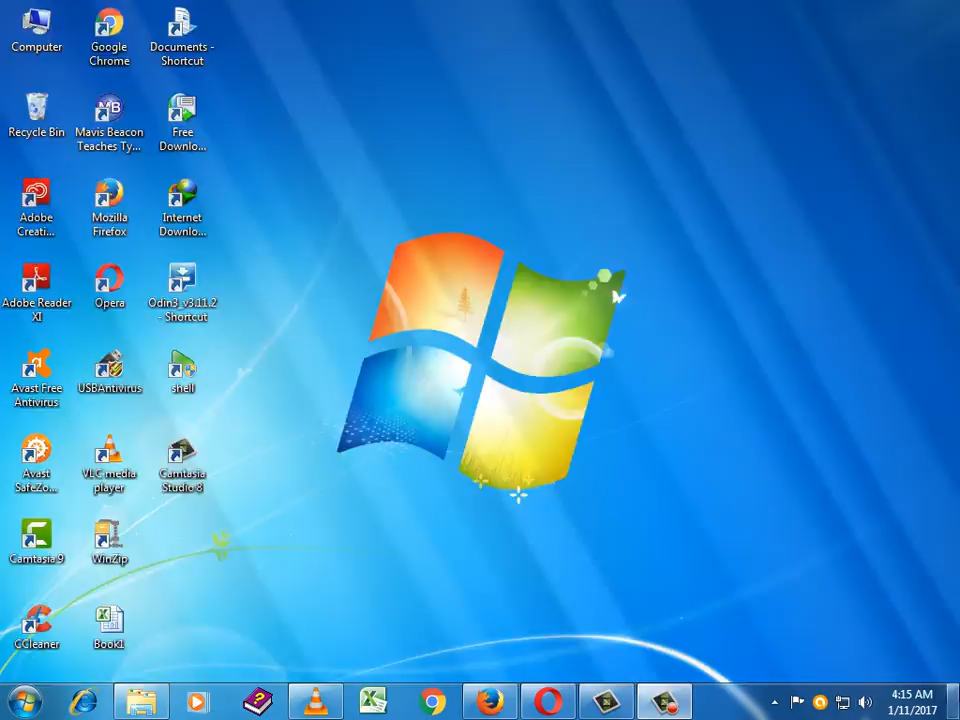 Computer
Google
Chrome
Documents -
Shortcut
Recycle Bin
Mavis Beacon
Teaches Ty...
Free
Downlo...
Adobe
Creati...
Mozilla
Firefox
Internet
Downlo...
Adobe Reader
XI
Opera
Odin3_v3.11.2
- Shortcut
Avast Free
Antivirus
USBAntivirus
shell
Avast
SafeZo...
VLC media
player
Camtasia
Studio 8
Camtasia 9
WinZip
CCleaner
Book1
MB
4:15 AM
1/11/2017